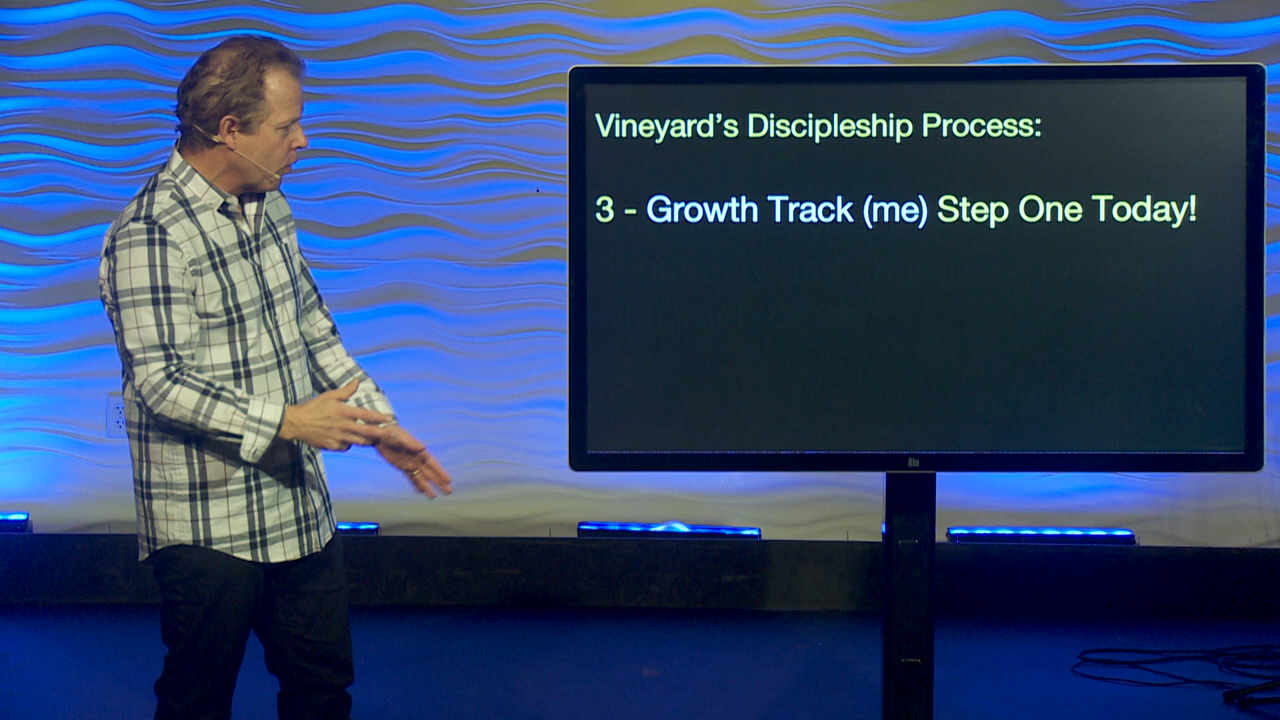 Vineyard’s Discipleship Process:
3 - Growth Track (me) Step One Today!